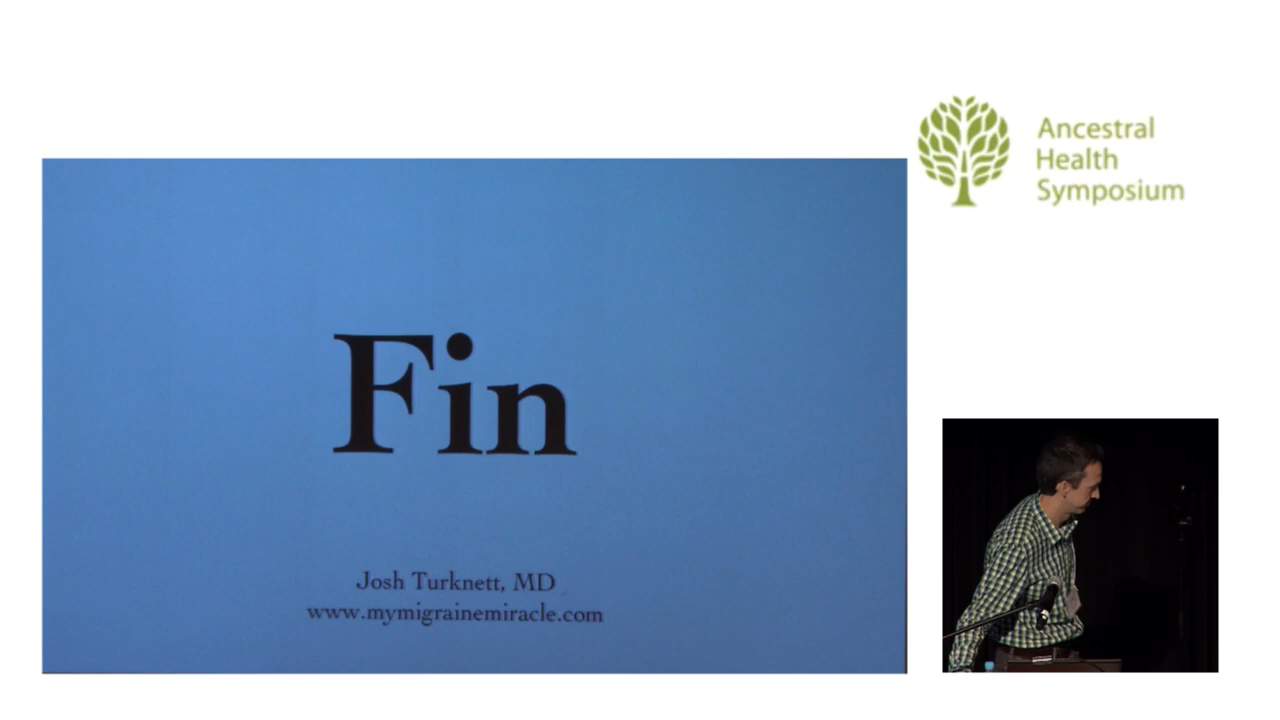 Ancestral
Health
Symposium
Fin
Josh Turknett, MD
www.mymigrainemiracle.com